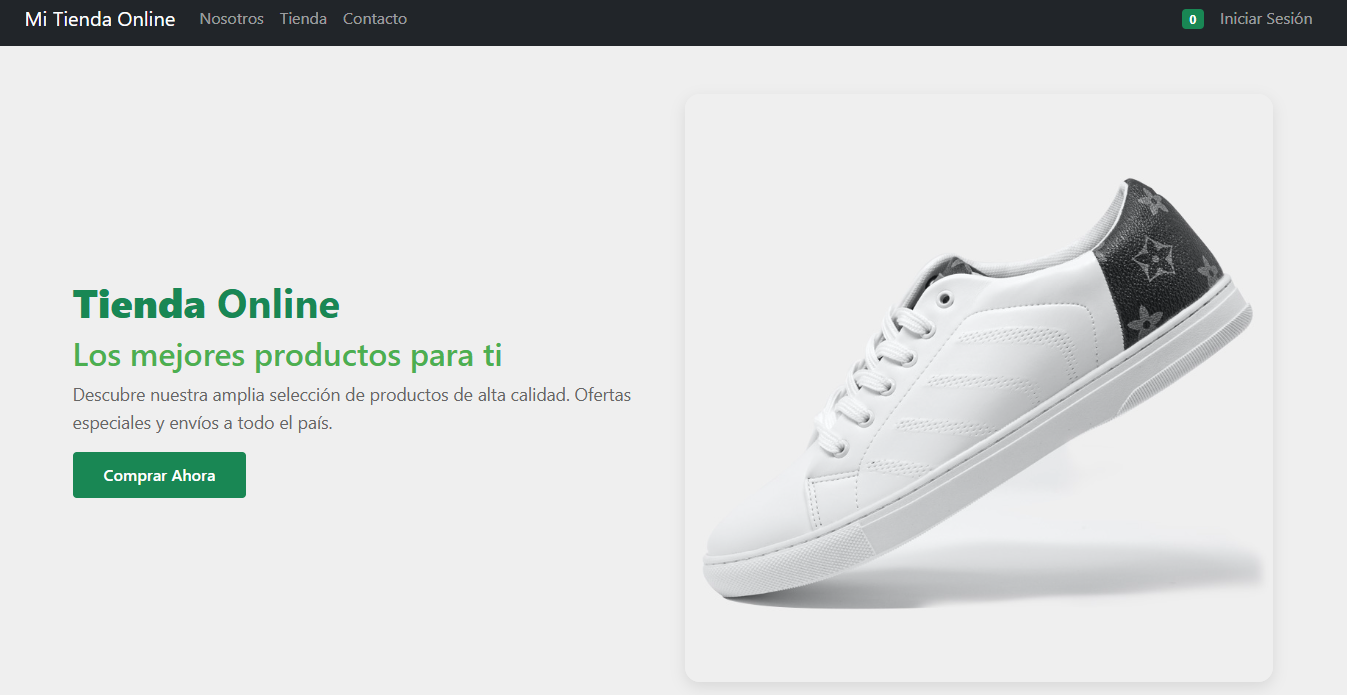 Mi Tienda Online Nosotros Tienda Contacto 0 Iniciar Sesión
Tienda Online
Los mejores productos para ti
Descubre nuestra amplia selección de productos de alta calidad. Ofertas
especiales y envíos a todo el país.
Comprar Ahora